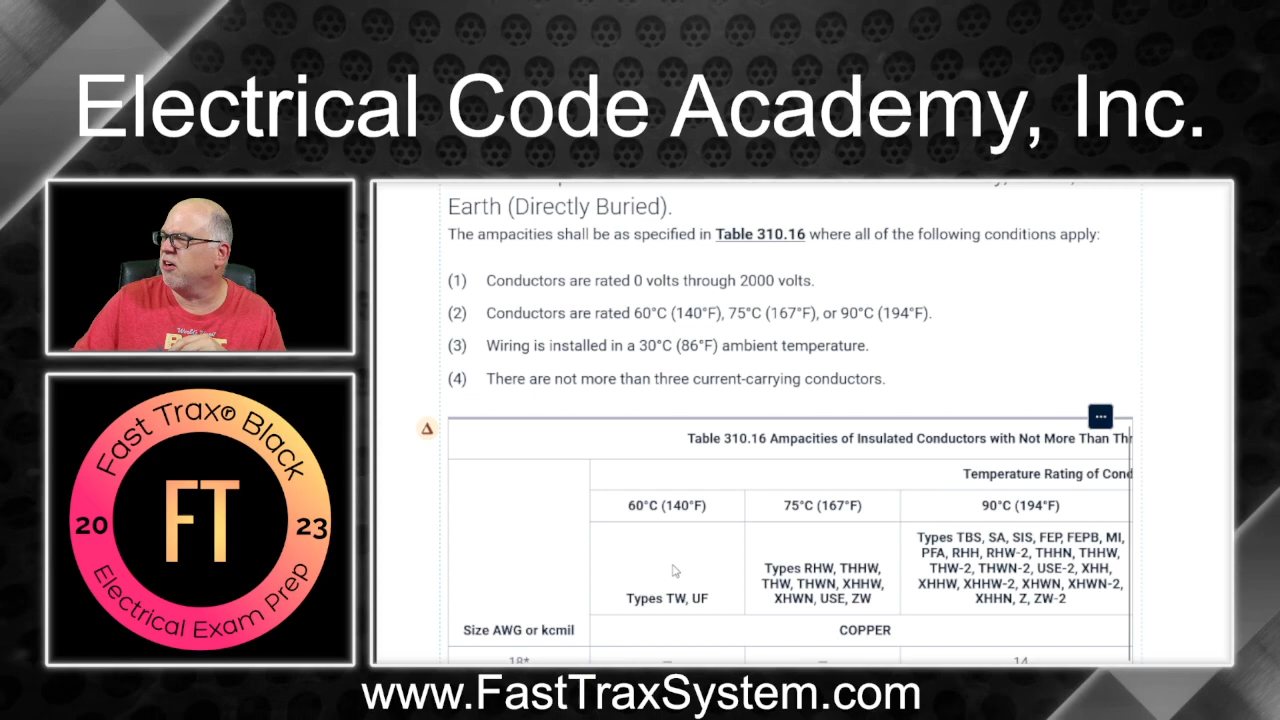 Electrical Code Academy, Inc.
Earth (Directly Buried).
The ampacities shall be as specified in Table 310.16 where all of the following conditions apply:
(1) Conductors are rated 0 volts through 2000 volts.
(2) Conductors are rated 60°C (140°F), 75°C (167°F), or 90°C (194°F).
(3) Wiring is installed in a 30°C (86°F) ambient temperature.
(4) There are not more than three current-carrying conductors.
Δ
Table 310.16 Ampacities of Insulated Conductors with Not More Than
Temperature Rating of
60°C (140°F) 75°C (167°F) 90°C (194°F)
Types TW, UF
Types RHW, THHW,
THW, THWN, XHHW,
XHWN, USE, ZW
Types TBS, SA, SIS, FEP, FEPB, MI,
PFA, RHH, RHW-2, THHN, THHW,
THW-2, THWN-2, USE-2, XHH,
XHHW, XHHW-2, XHWN, XHWN-2,
XHHN, Z, ZW-2
Size AWG or kcmil
COPPER
18* — — 14
Fast Trax® Black
20 FT 23
Electrical Exam Prep
www.FastTraxSystem.com